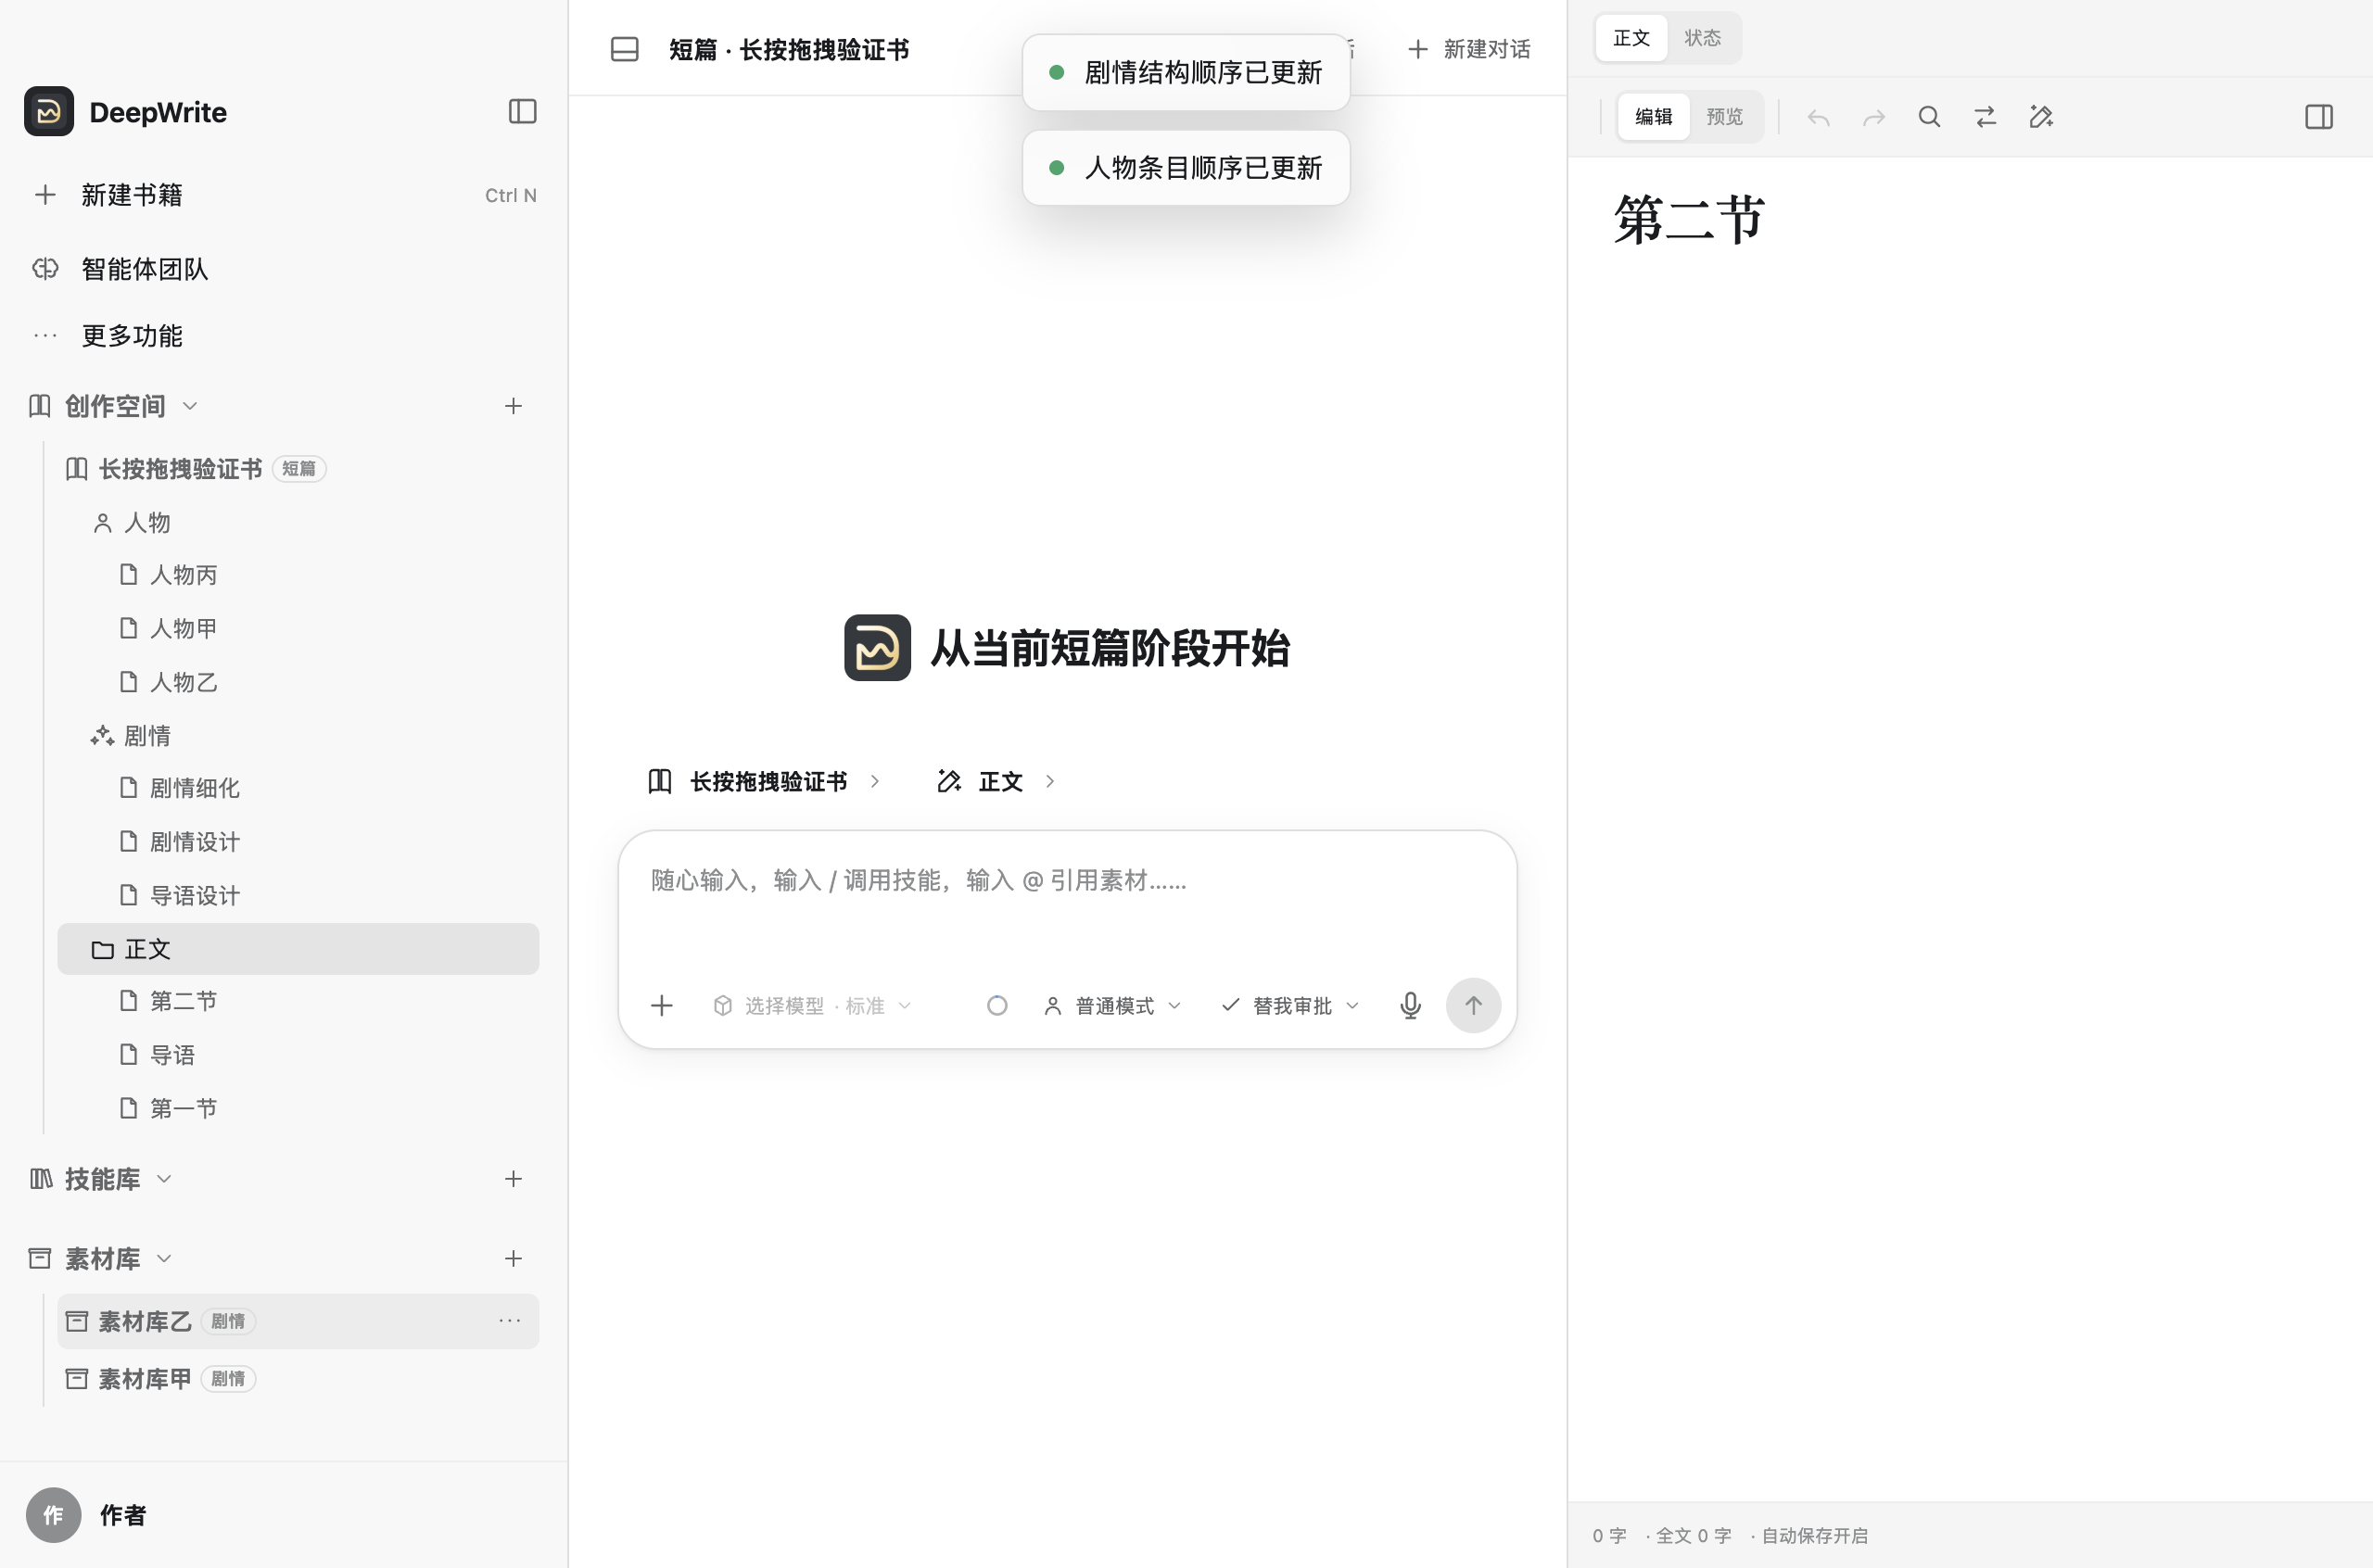 DeepWrite
新建书籍 Ctrl N
智能体团队
更多功能
创作空间
长按拖拽验证书 短篇
人物
人物丙
人物甲
人物乙
剧情
剧情细化
剧情设计
导语设计
正文
第二节
导语
第一节
技能库
素材库
素材库乙 剧情
素材库甲 剧情
作 作者
短篇 · 长按拖拽验证书
新建对话
剧情结构顺序已更新
人物条目顺序已更新
从当前短篇阶段开始
长按拖拽验证书 正文
随心输入，输入 / 调用技能，输入 @ 引用素材……
选择模型 · 标准 普通模式 替我审批
正文 状态
编辑 预览
第二节
0 字 · 全文 0 字 · 自动保存开启